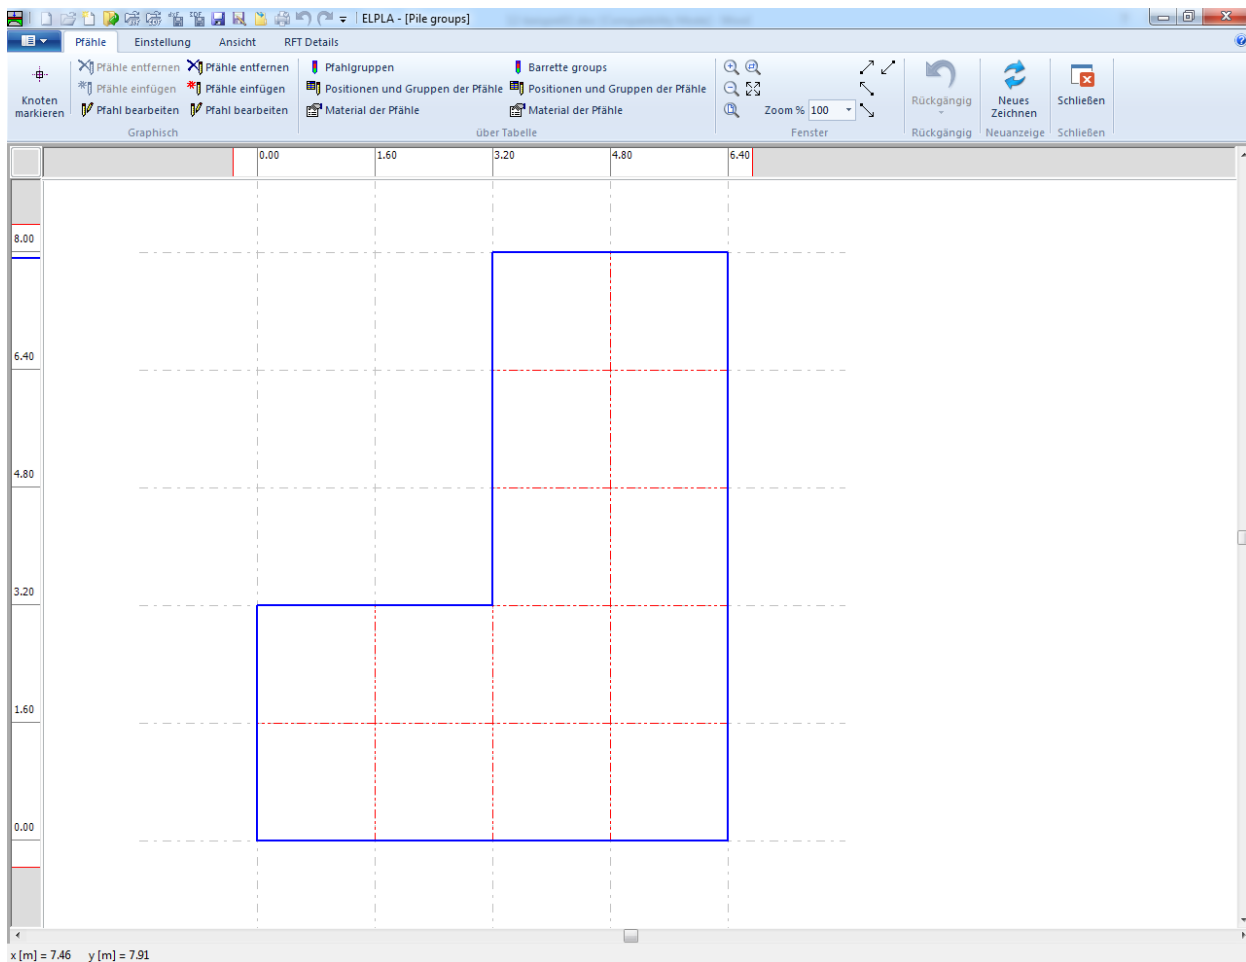 ELPLA - [Pile groups]
Pfähle Einstellung Ansicht RFT Details
Knoten markieren
Pfähle entfernen Pfähle entfernen
Pfähle einfügen Pfähle einfügen
Pfahl bearbeiten Pfahl bearbeiten
Graphisch
Pfahlgruppen Barrette groups
Positionen und Gruppen der Pfähle Positionen und Gruppen der Pfähle
Material der Pfähle Material der Pfähle
über Tabelle
Zoom % 100
Fenster
Rückgängig
Rückgängig
Neues Zeichnen
Neuanzeige
Schließen
Schließen
0.00 1.60 3.20 4.80 6.40
8.00
6.40
4.80
3.20
1.60
0.00
x [m] = 7.46 y [m] = 7.91